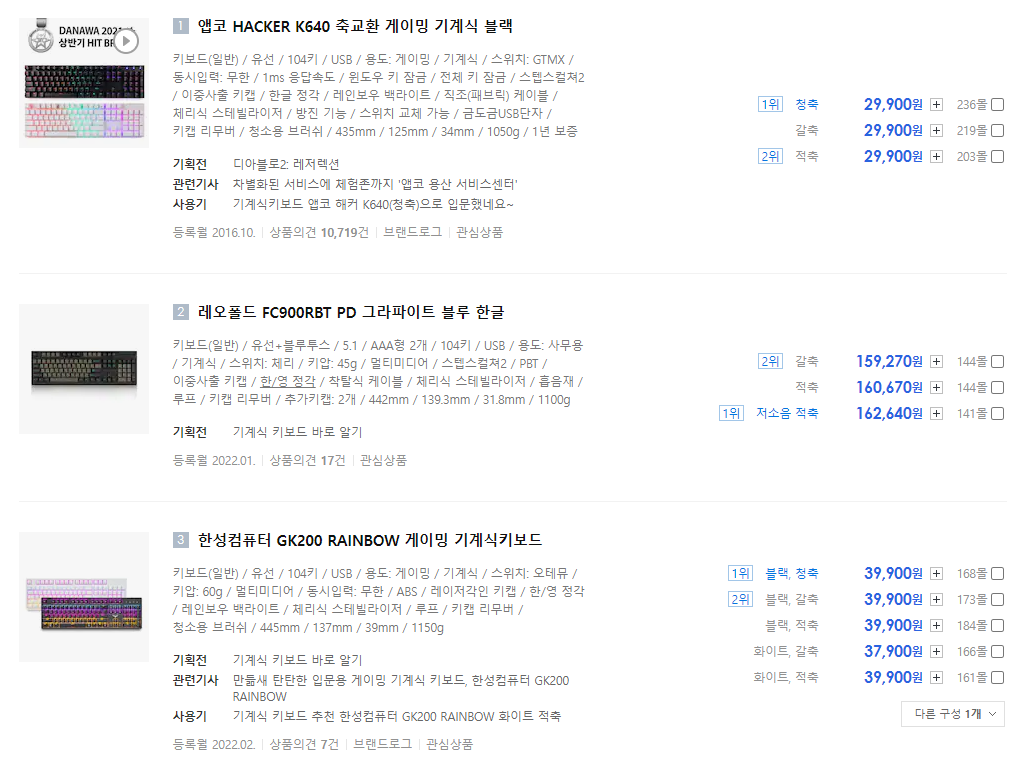 DANAWA 2021
상반기 HIT BR
1 앱코 HACKER K640 축교환 게이밍 기계식 블랙
키보드(일반) / 유선 / 104키 / USB / 용도: 게이밍 / 기계식 / 스위치: GTMX /
동시입력: 무한 / 1ms 응답속도 / 윈도우 키 잠금 / 전체 키 잠금 / 스텝스컬쳐2
/ 이중사출 키캡 / 한글 정각 / 레인보우 백라이트 / 직조(패브릭) 케이블 /
체리식 스테빌라이저 / 방진 기능 / 스위치 교체 가능 / 금도금USB단자 /
키캡 리무버 / 청소용 브러쉬 / 435mm / 125mm / 34mm / 1050g / 1년 보증
기획전 디아블로2: 레저렉션
관련기사 차별화된 서비스에 체험존까지 '앱코 용산 서비스센터'
사용기 기계식키보드 앱코 해커 K640(청축)으로 입문했네요~
등록월 2016.10. 상품의견 10,719건 브랜드로그 관심상품
1위 청축 29,900원 236몰
갈축 29,900원 219몰
2위 적축 29,900원 203몰
2 레오폴드 FC900RBT PD 그라파이트 블루 한글
키보드(일반) / 유선+블루투스 / 5.1 / AAA형 2개 / 104키 / USB / 용도: 사무용
/ 기계식 / 스위치: 체리 / 키압: 45g / 멀티미디어 / 스텝스컬쳐2 / PBT /
이중사출 키캡 / 한/영 정각 / 착탈식 케이블 / 체리식 스테빌라이저 / 흡음재 /
루프 / 키캡 리무버 / 추가키캡: 2개 / 442mm / 139.3mm / 31.8mm / 1100g
기획전 기계식 키보드 바로 알기
등록월 2022.01. 상품의견 17건 관심상품
2위 갈축 159,270원 144몰
적축 160,670원 144몰
1위 저소음 적축 162,640원 141몰
3 한성컴퓨터 GK200 RAINBOW 게이밍 기계식키보드
키보드(일반) / 유선 / 104키 / USB / 용도: 게이밍 / 기계식 / 스위치: 오테뮤 /
키압: 60g / 멀티미디어 / 동시입력: 무한 / ABS / 레이저각인 키캡 / 한/영 정각
/ 레인보우 백라이트 / 체리식 스테빌라이저 / 루프 / 키캡 리무버 /
청소용 브러쉬 / 445mm / 137mm / 39mm / 1150g
기획전 기계식 키보드 바로 알기
관련기사 만듦새 탄탄한 입문용 게이밍 기계식 키보드, 한성컴퓨터 GK200
RAINBOW
사용기 기계식 키보드 추천 한성컴퓨터 GK200 RAINBOW 화이트 적축
등록월 2022.02. 상품의견 7건 브랜드로그 관심상품
1위 블랙, 청축 39,900원 168몰
2위 블랙, 갈축 39,900원 173몰
블랙, 적축 39,900원 184몰
화이트, 갈축 37,900원 166몰
화이트, 적축 39,900원 161몰
다른 구성 1개